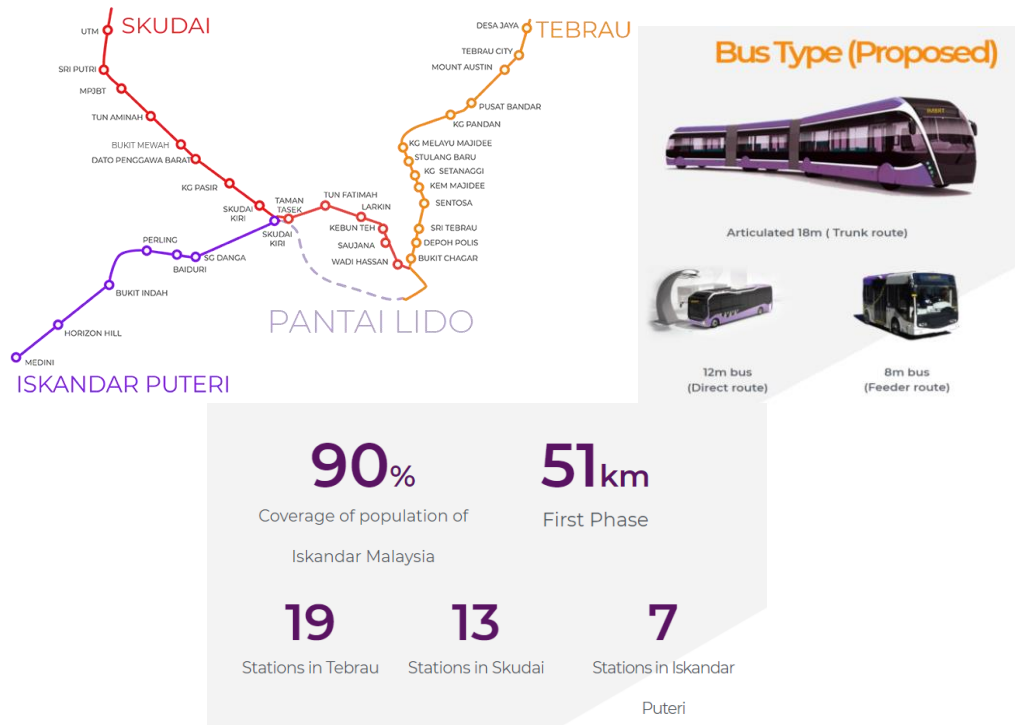 SKUDAI
UTM
SRI PUTRI
MPJBT
TUN AMINAH
BUKIT MEWAH
DATO PENGGAWA BARAT
KG PASIR
SKUDAI
KIRI
TAMAN
TASEK
TUN FATIMAH
LARKIN
KEBUN TEH
SAUJANA
WADI HASSAN
SKUDAI
KIRI
SG DANGA
BAIDURI
PERLING
BUKIT INDAH
HORIZON HILL
MEDINI
ISKANDAR PUTERI
PANTAI LIDO
TEBRAU
DESA JAYA
TEBRAU CITY
MOUNT AUSTIN
PUSAT BANDAR
KG PANDAN
KG MELAYU MAJIDEE
STULANG BARU
KG SETANAGGI
KEM MAJIDEE
SENTOSA
SRI TEBRAU
DEPOH POLIS
BUKIT CHAGAR
Bus Type (Proposed)
Articulated 18m ( Trunk route)
12m bus
(Direct route)
8m bus
(Feeder route)
90%
Coverage of population of
Iskandar Malaysia
51km
First Phase
19
Stations in Tebrau
13
Stations in Skudai
7
Stations in Iskandar
Puteri